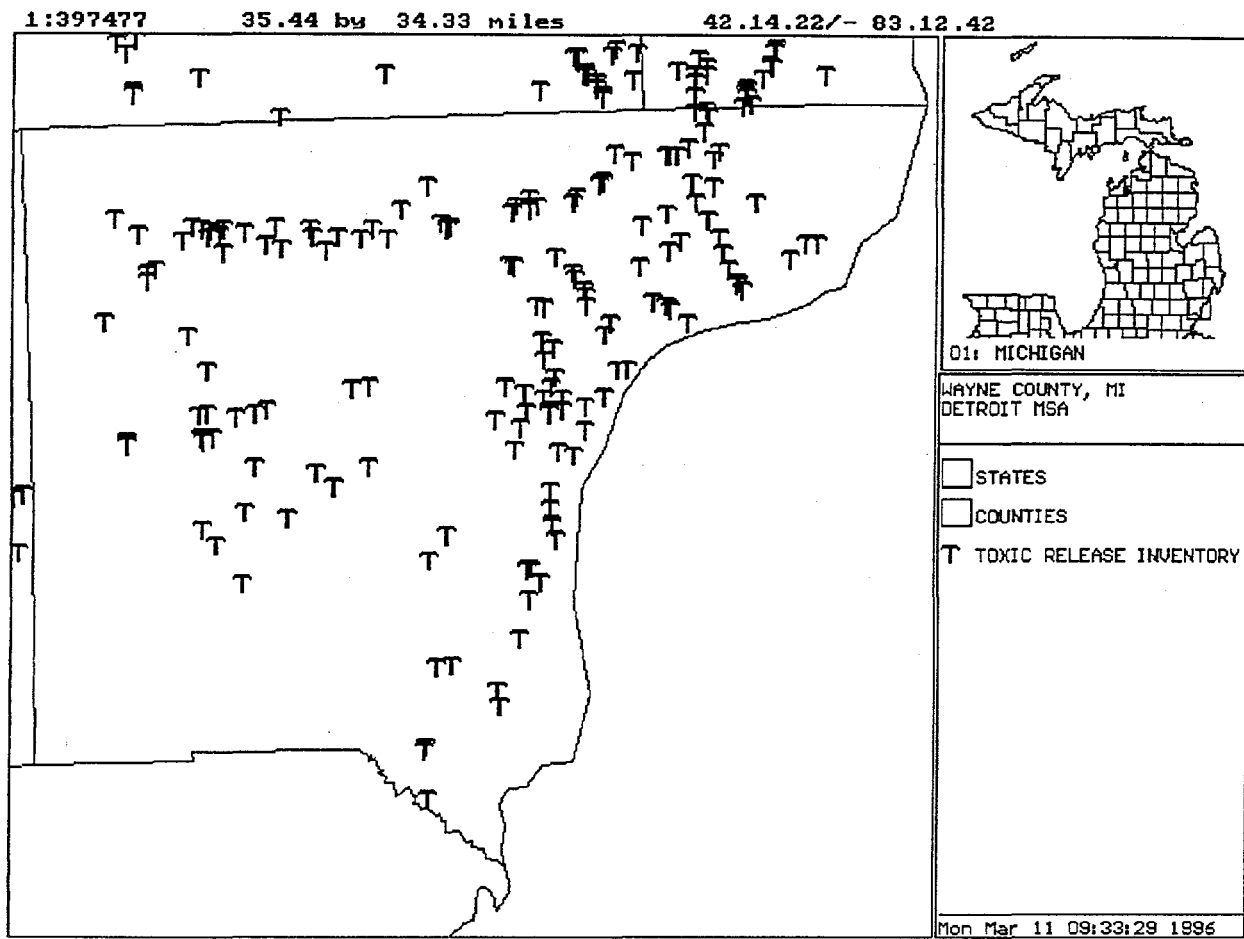 1:397477 35.44 by 34.33 miles 42.14.22/- 83.12.42
01: MICHIGAN
WAYNE COUNTY, MI
DETROIT MSA
STATES
COUNTIES
T TOXIC RELEASE INVENTORY
Mon Mar 11 09:33:29 1996